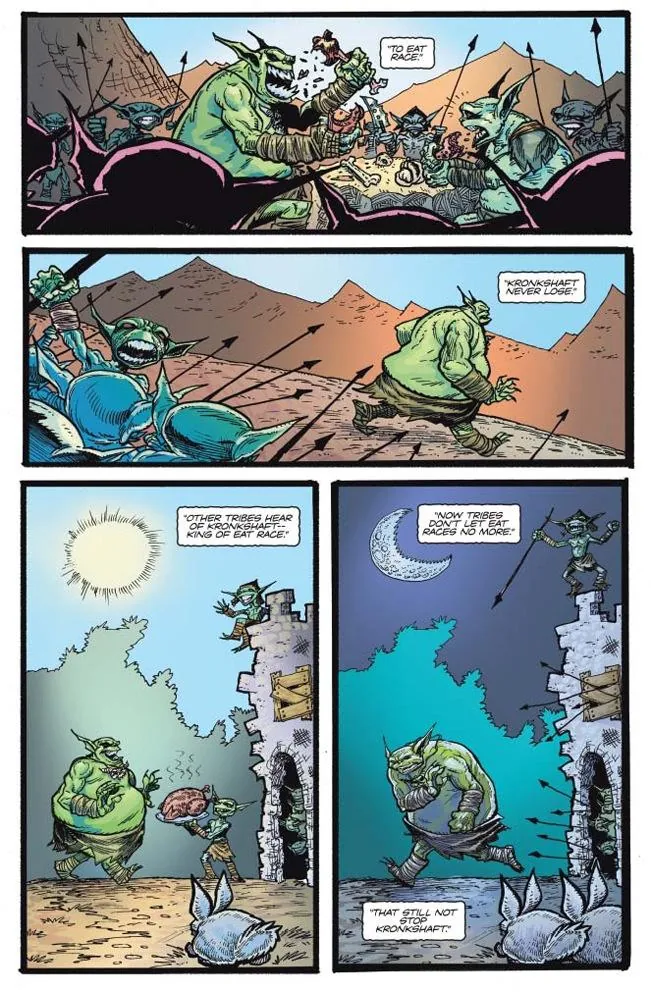 "TO EAT
RACE."
"KRONKSHAFT
NEVER LOSE."
"OTHER TRIBES HEAR
OF KRONKSHAFT--
KING OF EAT RACE."
"NOW TRIBES
DON'T LET EAT
RACES NO MORE."
"THAT STILL NOT
STOP
KRONKSHAFT."